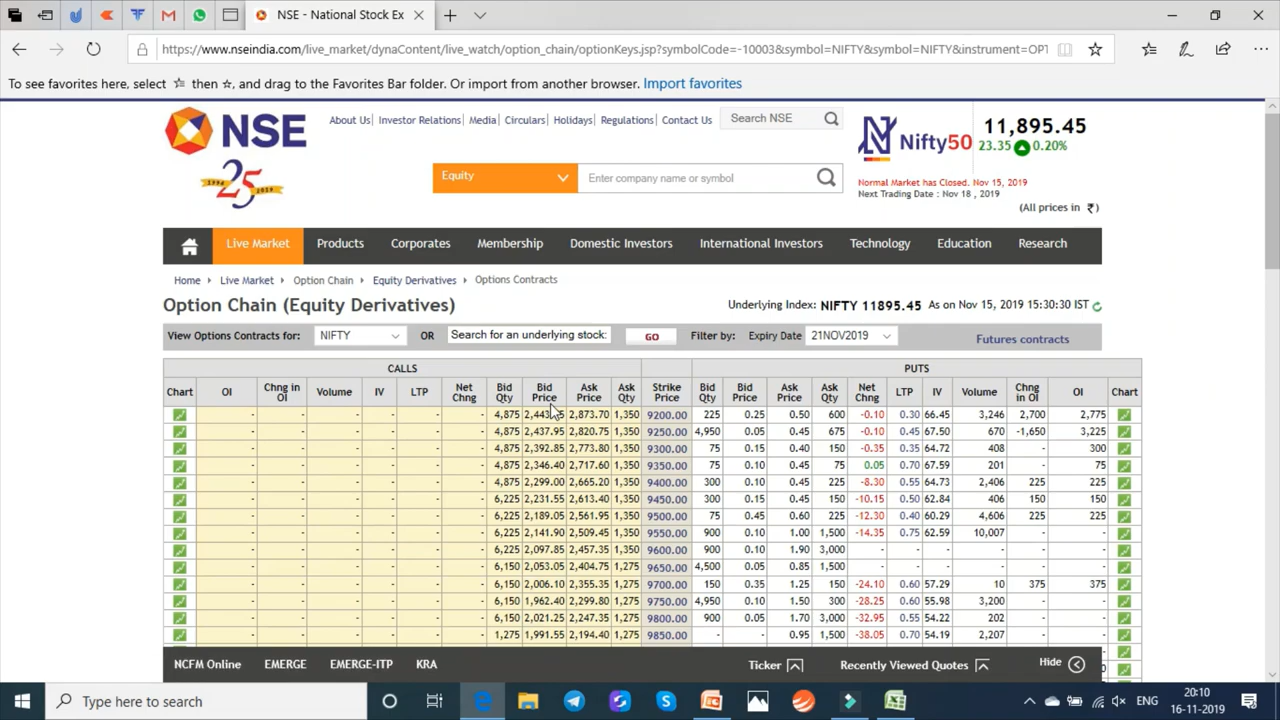 NSE - National Stock Ex
https://www.nseindia.com/live_market/dynaContent/live_watch/option_chain/optionKeys.jsp?symbolCode=-10003&symbol=NIFTY&symbol=NIFTY&instrument=OPT
To see favorites here, select then ☆, and drag to the Favorites Bar folder. Or import from another browser. Import favorites
NSE
About Us| Investor Relations| Media| Circulars| Holidays| Regulations| Contact Us
Search NSE
Nifty50
11,895.45
23.35 0.20%
1994 25 2019
Equity
Enter company name or symbol
Normal Market has Closed. Nov 15, 2019
Next Trading Date : Nov 18 , 2019
(All prices in ₹)
Live Market Products Corporates Membership Domestic Investors International Investors Technology Education Research
Home Live Market Option Chain Equity Derivatives Options Contracts
Option Chain (Equity Derivatives)
Underlying Index: NIFTY 11895.45 As on Nov 15, 2019 15:30:30 IST
View Options Contracts for: NIFTY OR Search for an underlying stock: GO Filter by: Expiry Date 21NOV2019 Futures contracts
CALLS PUTS
Chart OI Chng in OI Volume IV LTP Net Chng Bid Qty Bid Price Ask Price Ask Qty Strike Price Bid Qty Bid Price Ask Price Ask Qty Net Chng LTP IV Volume Chng in OI OI Chart
- - - - - - 4,875 2,873.70 1,350 9200.00 225 0.25 0.50 600 -0.10 0.30 66.45 3,246 2,700 2,775
- - - - - - 4,875 2,437.95 2,820.75 1,350 9250.00 4,950 0.05 0.45 675 -0.10 0.45 67.50 670 -1,650 3,225
- - - - - - 4,875 2,392.85 2,773.80 1,350 9300.00 75 0.15 0.40 150 -0.35 0.35 64.72 408 - 300
- - - - - - 4,875 2,346.40 2,717.60 1,350 9350.00 75 0.10 0.45 75 0.05 0.70 67.59 201 - 75
- - - - - - 4,875 2,299.00 2,665.20 1,350 9400.00 300 0.10 0.45 225 -8.30 0.55 64.73 2,406 225 225
- - - - - - 6,225 2,231.55 2,613.40 1,350 9450.00 300 0.15 0.45 150 -10.15 0.50 62.84 406 150 150
- - - - - - 6,225 2,189.05 2,561.95 1,350 9500.00 75 0.45 0.60 225 -12.30 0.40 60.29 4,606 225 225
- - - - - - 6,225 2,141.90 2,509.45 1,350 9550.00 900 0.10 1.00 1,500 -14.35 0.75 62.59 10,007 - -
- - - - - - 6,225 2,097.85 2,457.35 1,350 9600.00 900 0.10 1.90 3,000 - - - - - -
- - - - - - 6,150 2,053.05 2,404.75 1,275 9650.00 4,500 0.05 0.85 1,500 - - - - - -
- - - - - - 6,150 2,006.10 2,355.35 1,275 9700.00 150 0.35 1.25 150 -24.10 0.60 57.29 10 375 375
- - - - - - 6,150 1,962.40 2,299.80 1,275 9750.00 4,950 0.10 1.50 300 -28.25 0.60 55.98 3,200 - -
- - - - - - 6,150 2,021.25 2,247.35 1,275 9800.00 900 0.05 1.70 3,000 -32.95 0.55 54.22 202 - -
- - - - - - 1,275 1,991.55 2,194.40 1,275 9850.00 - - 0.95 1,500 -38.05 0.70 54.19 2,207 - -
NCFM Online EMERGE EMERGE-ITP KRA Ticker Recently Viewed Quotes Hide
Type here to search
ENG
20:10
16-11-2019